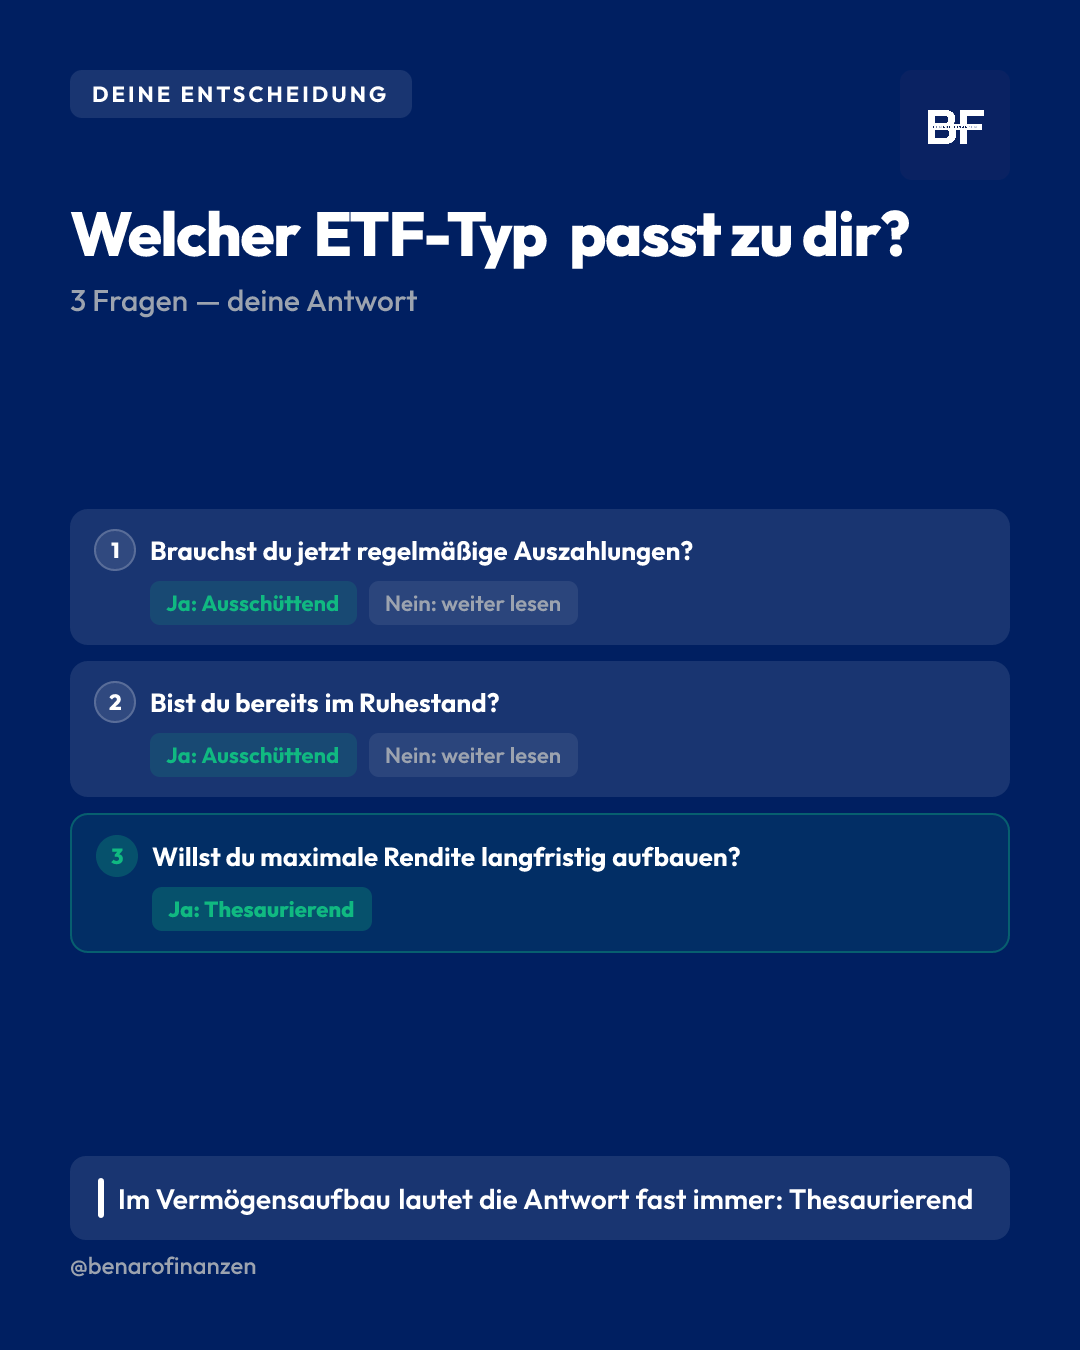 DEINE ENTSCHEIDUNG
BF
Welcher ETF-Typ passt zu dir?
3 Fragen — deine Antwort
1 Brauchst du jetzt regelmäßige Auszahlungen?
Ja: Ausschüttend Nein: weiter lesen
2 Bist du bereits im Ruhestand?
Ja: Ausschüttend Nein: weiter lesen
3 Willst du maximale Rendite langfristig aufbauen?
Ja: Thesaurierend
Im Vermögensaufbau lautet die Antwort fast immer: Thesaurierend
@benarofinanzen